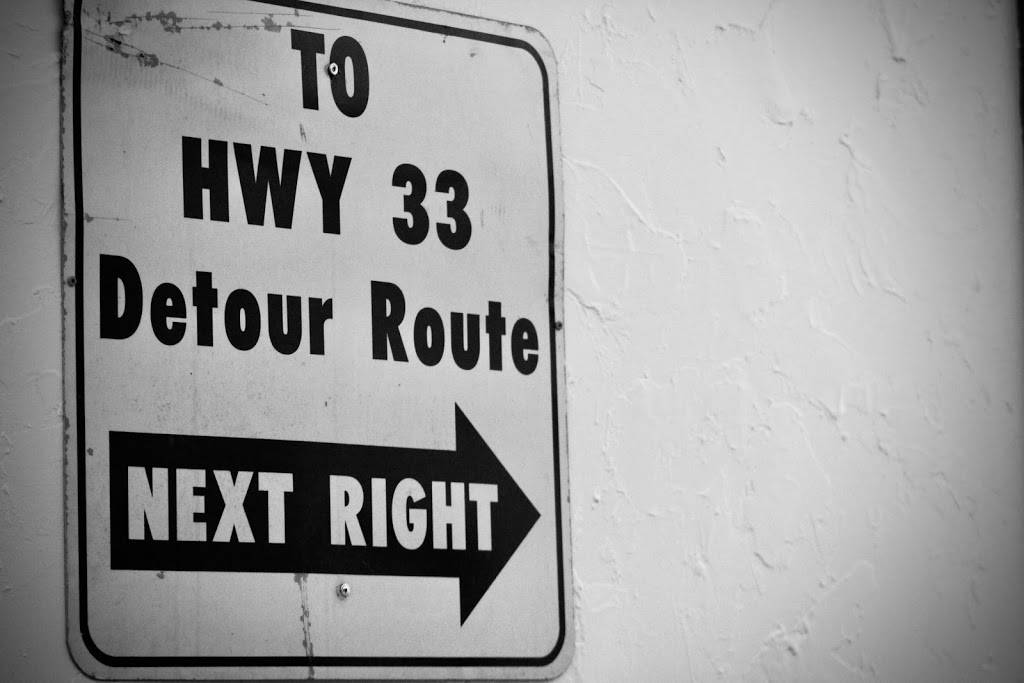 TO
HWY 33
Detour Route
NEXT RIGHT